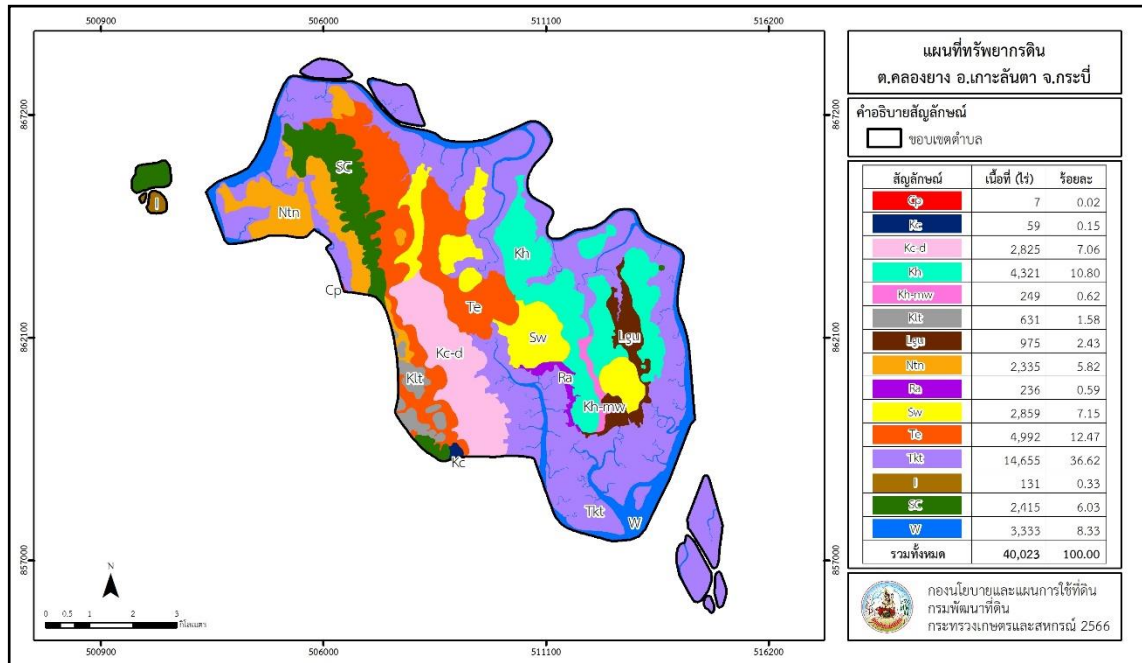 500900 506000 511100 516200
867200 867200
862100 862100
857000 857000
500900 506000 511100 516200
SC
I
Ntn
Kh
Cp
Te
Sw
Lgu
Kc-d
Klt
Ra
Kh-mw
Kc
Tkt
W
N
0 0.5 1 2 3
กิโลเมตร
แผนที่ทรัพยากรดิน
ต.คลองยาง อ.เกาะลันตา จ.กระบี่
คำอธิบายสัญลักษณ์
ขอบเขตตำบล
สัญลักษณ์ เนื้อที่ (ไร่) ร้อยละ
Cp 7 0.02
Kc 59 0.15
Kc-d 2,825 7.06
Kh 4,321 10.80
Kh-mw 249 0.62
Klt 631 1.58
Lgu 975 2.43
Ntn 2,335 5.82
Ra 236 0.59
Sw 2,859 7.15
Te 4,992 12.47
Tkt 14,655 36.62
I 131 0.33
SC 2,415 6.03
W 3,333 8.33
รวมทั้งหมด 40,023 100.00
กองนโยบายและแผนการใช้ที่ดิน
กรมพัฒนาที่ดิน
กระทรวงเกษตรและสหกรณ์ 2566